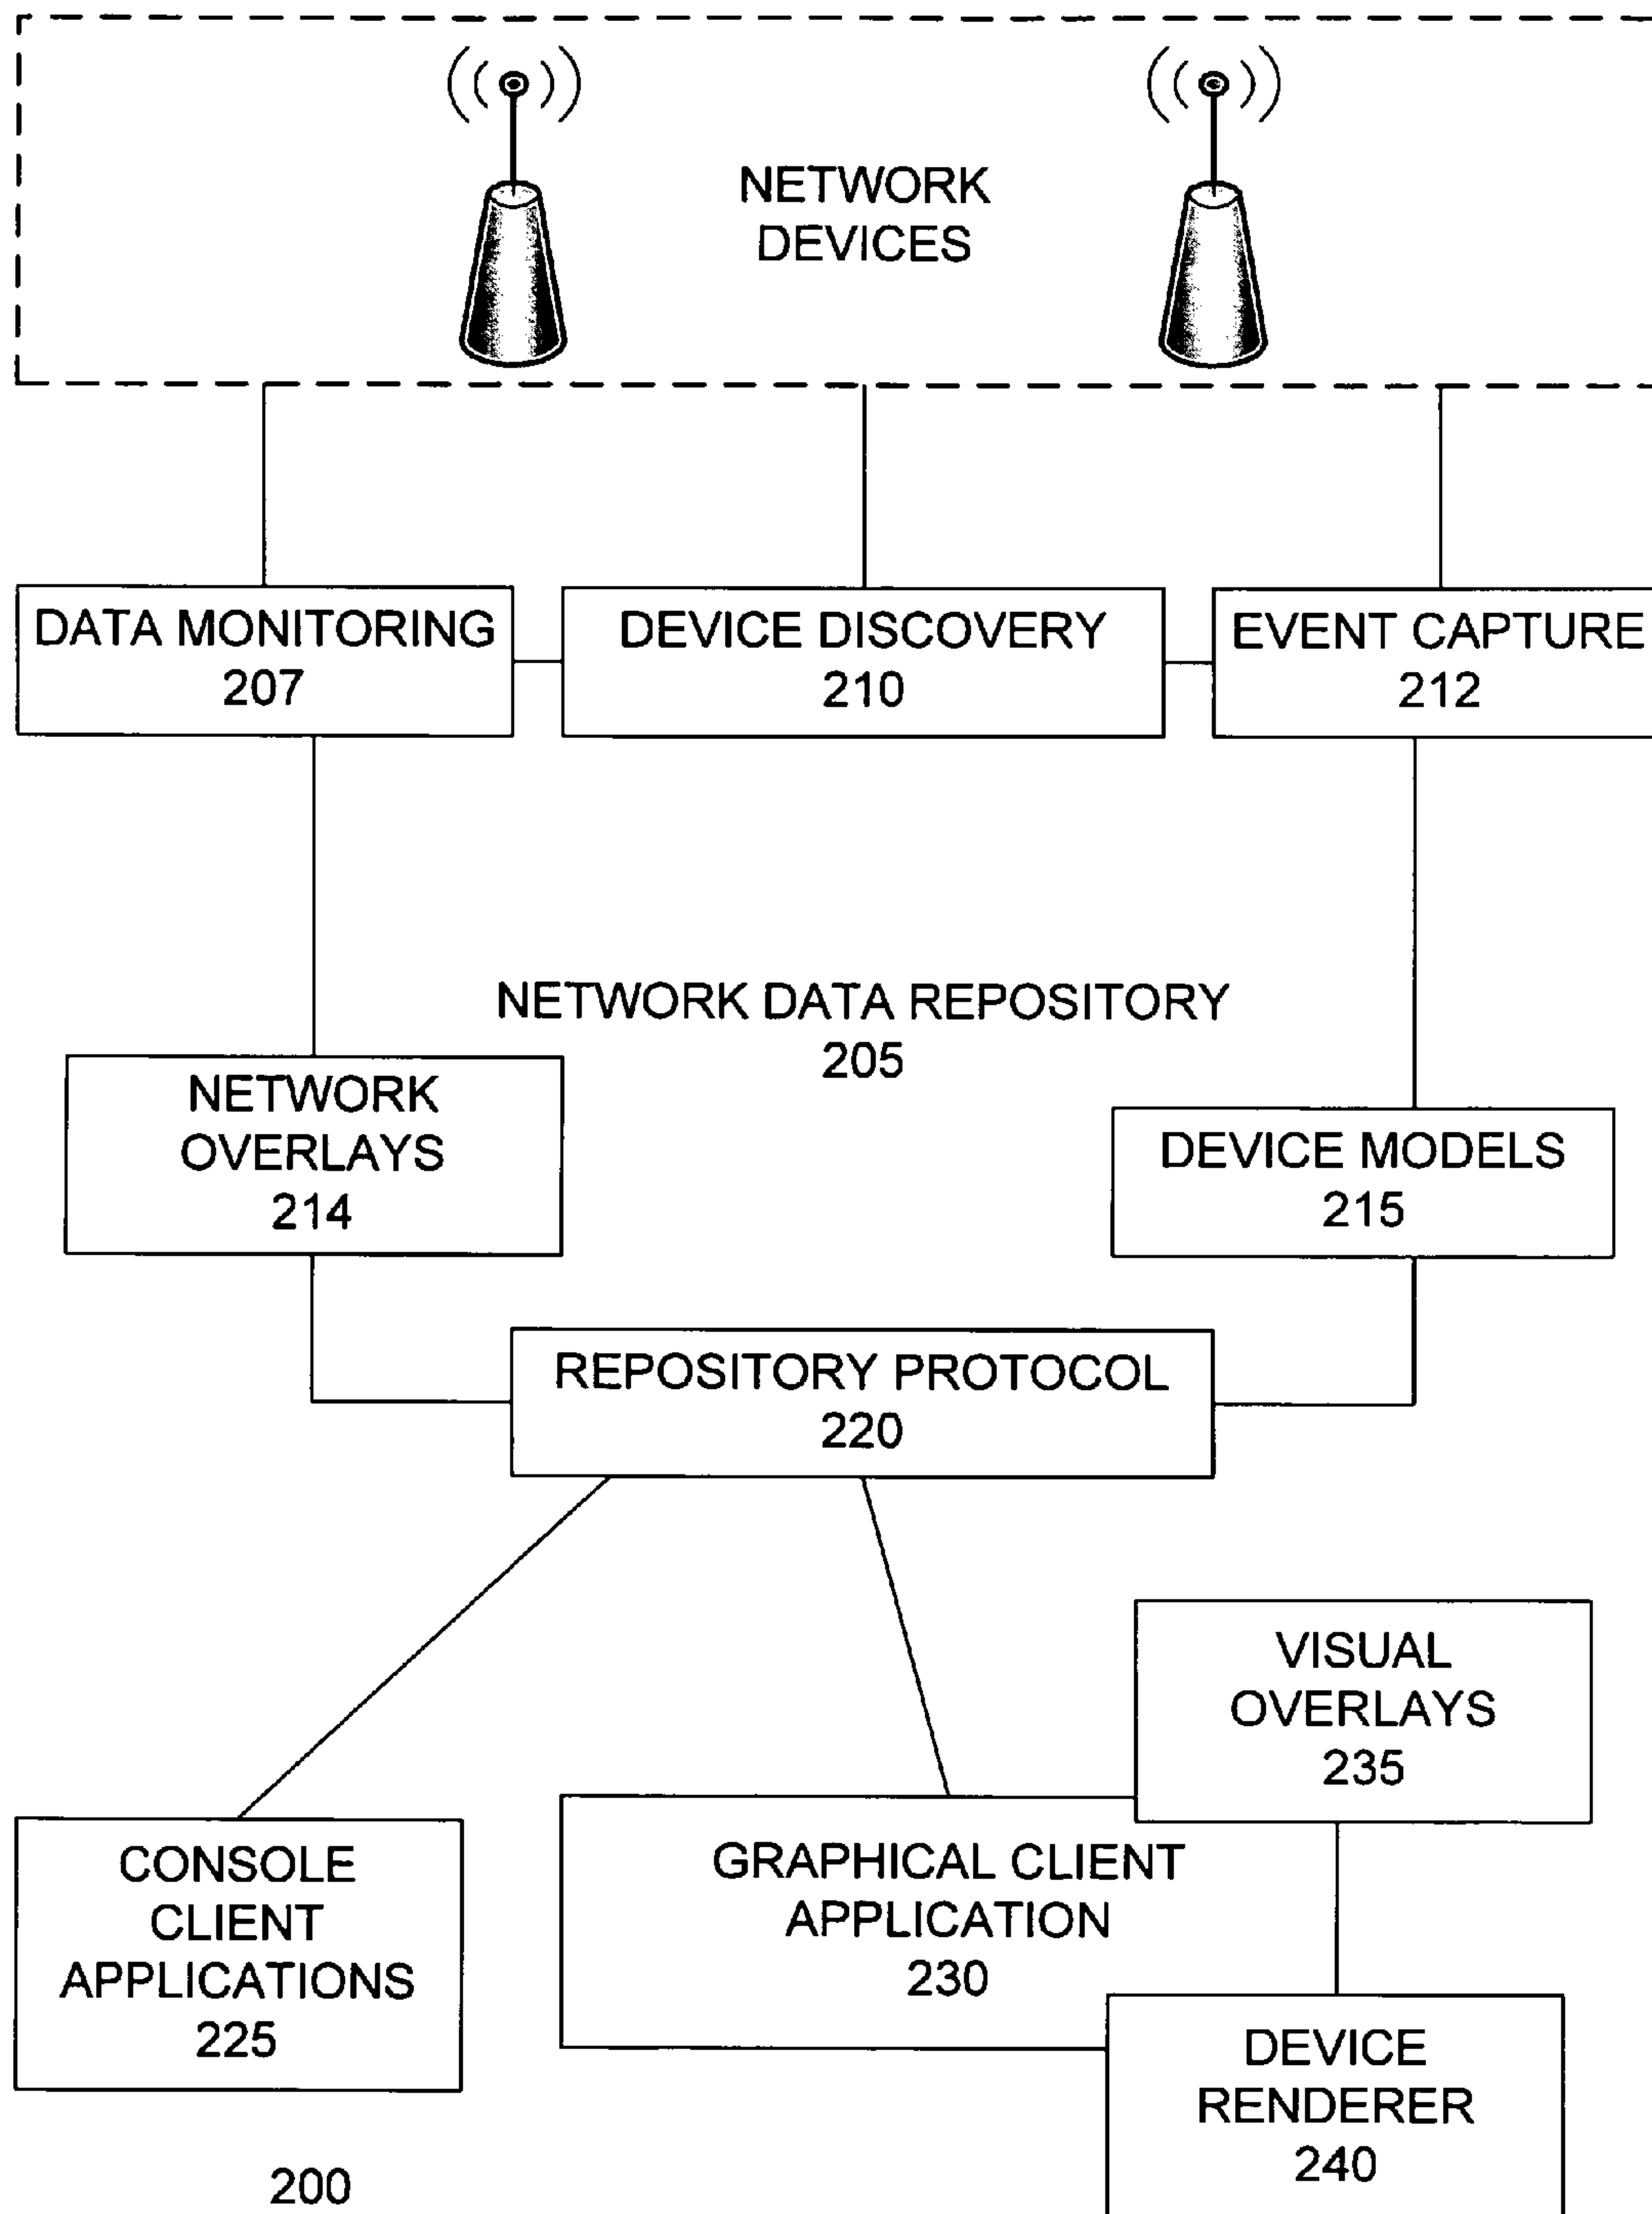 NETWORK
DEVICES
DATA MONITORING
207
DEVICE DISCOVERY
210
EVENT CAPTURE
212
NETWORK DATA REPOSITORY
205
NETWORK
OVERLAYS
214
DEVICE MODELS
215
REPOSITORY PROTOCOL
220
VISUAL
OVERLAYS
235
CONSOLE
CLIENT
APPLICATIONS
225
GRAPHICAL CLIENT
APPLICATION
230
DEVICE
RENDERER
240
200